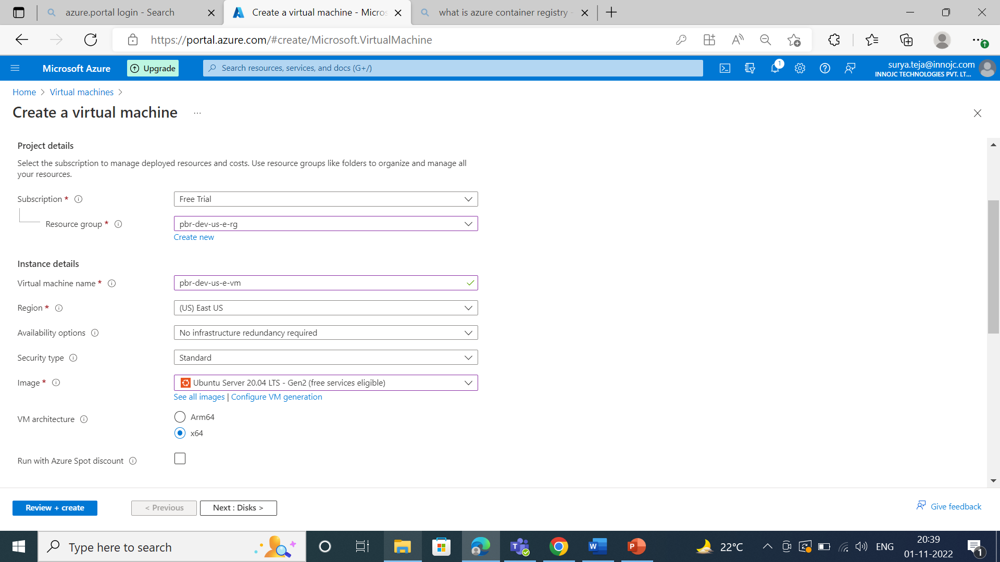 azure.portal login - Search
Create a virtual machine - Micros
what is azure container registry -
https://portal.azure.com/#create/Microsoft.VirtualMachine
Microsoft Azure
Upgrade
Search resources, services, and docs (G+/)
1
surya.teja@innojc.com
INNOJC TECHNOLOGIES PVT. LT...
Home > Virtual machines >
Create a virtual machine ...
Project details
Select the subscription to manage deployed resources and costs. Use resource groups like folders to organize and manage all
your resources.
Subscription *
Free Trial
Resource group *
pbr-dev-us-e-rg
Create new
Instance details
Virtual machine name *
pbr-dev-us-e-vm
Region *
(US) East US
Availability options
No infrastructure redundancy required
Security type
Standard
Image *
Ubuntu Server 20.04 LTS - Gen2 (free services eligible)
See all images | Configure VM generation
VM architecture
Arm64
x64
Run with Azure Spot discount
Review + create
< Previous
Next : Disks >
Give feedback
Type here to search
22°C
ENG
20:39
01-11-2022
1